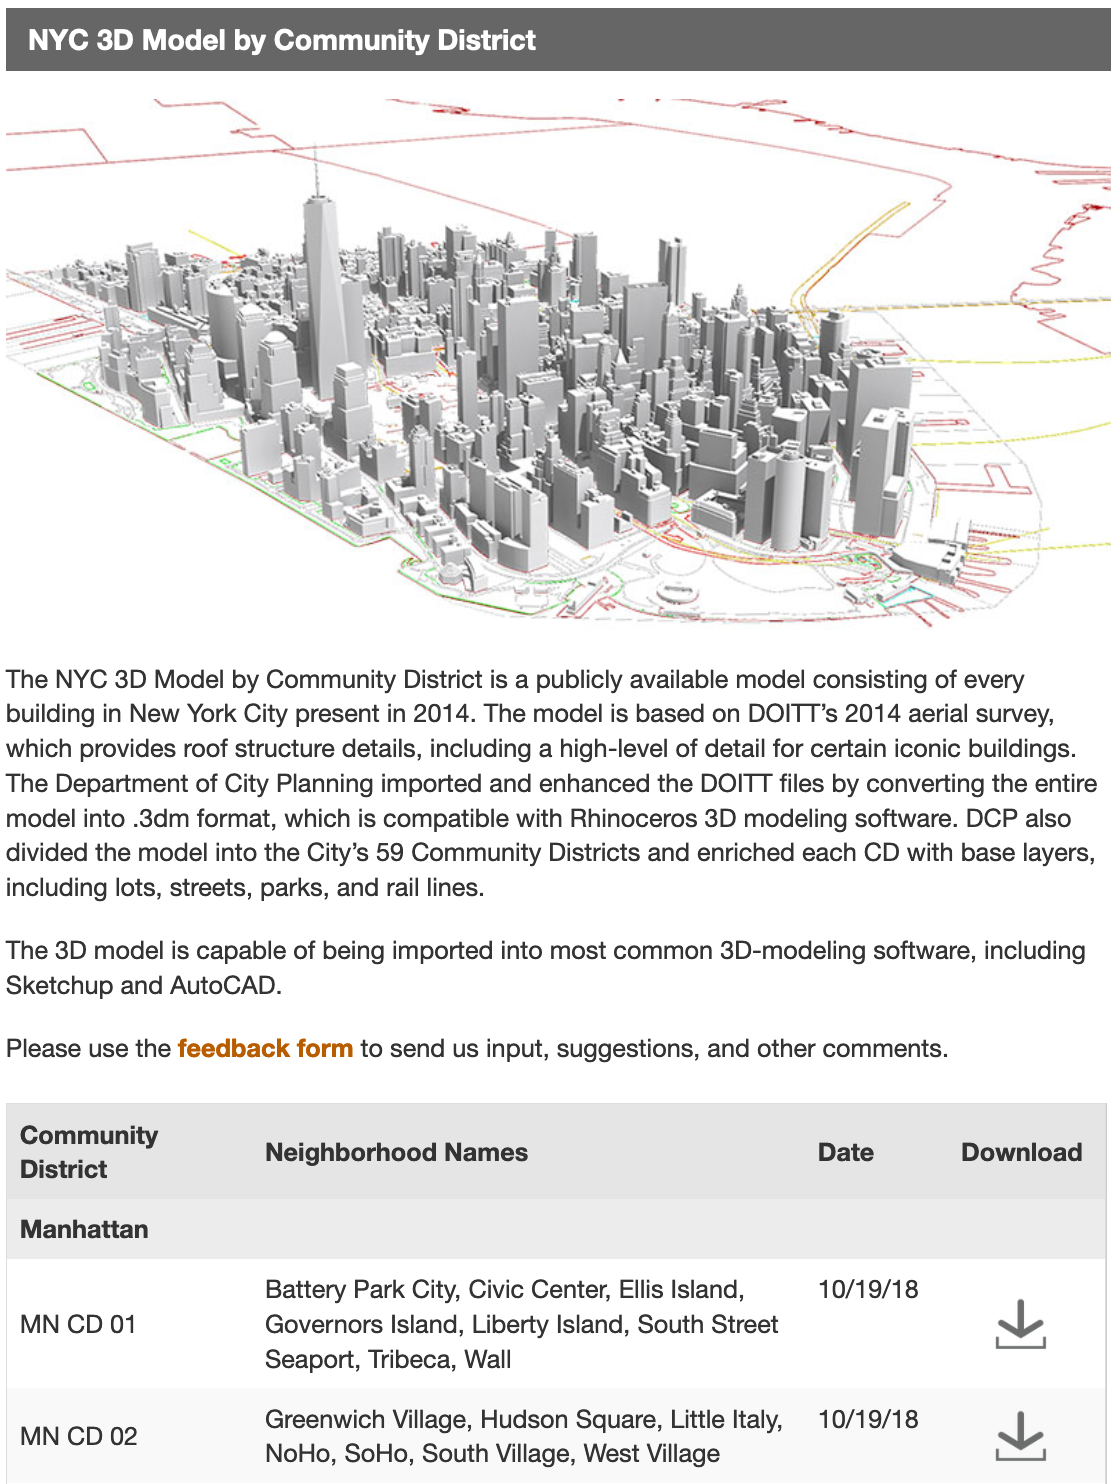 NYC 3D Model by Community District
The NYC 3D Model by Community District is a publicly available model consisting of every
building in New York City present in 2014. The model is based on DOITT’s 2014 aerial survey,
which provides roof structure details, including a high-level of detail for certain iconic buildings.
The Department of City Planning imported and enhanced the DOITT files by converting the entire
model into .3dm format, which is compatible with Rhinoceros 3D modeling software. DCP also
divided the model into the City’s 59 Community Districts and enriched each CD with base layers,
including lots, streets, parks, and rail lines.
The 3D model is capable of being imported into most common 3D-modeling software, including
Sketchup and AutoCAD.
Please use the feedback form to send us input, suggestions, and other comments.
Community
District
Neighborhood Names
Date
Download
Manhattan
MN CD 01
Battery Park City, Civic Center, Ellis Island,
Governors Island, Liberty Island, South Street
Seaport, Tribeca, Wall
10/19/18
MN CD 02
Greenwich Village, Hudson Square, Little Italy,
NoHo, SoHo, South Village, West Village
10/19/18